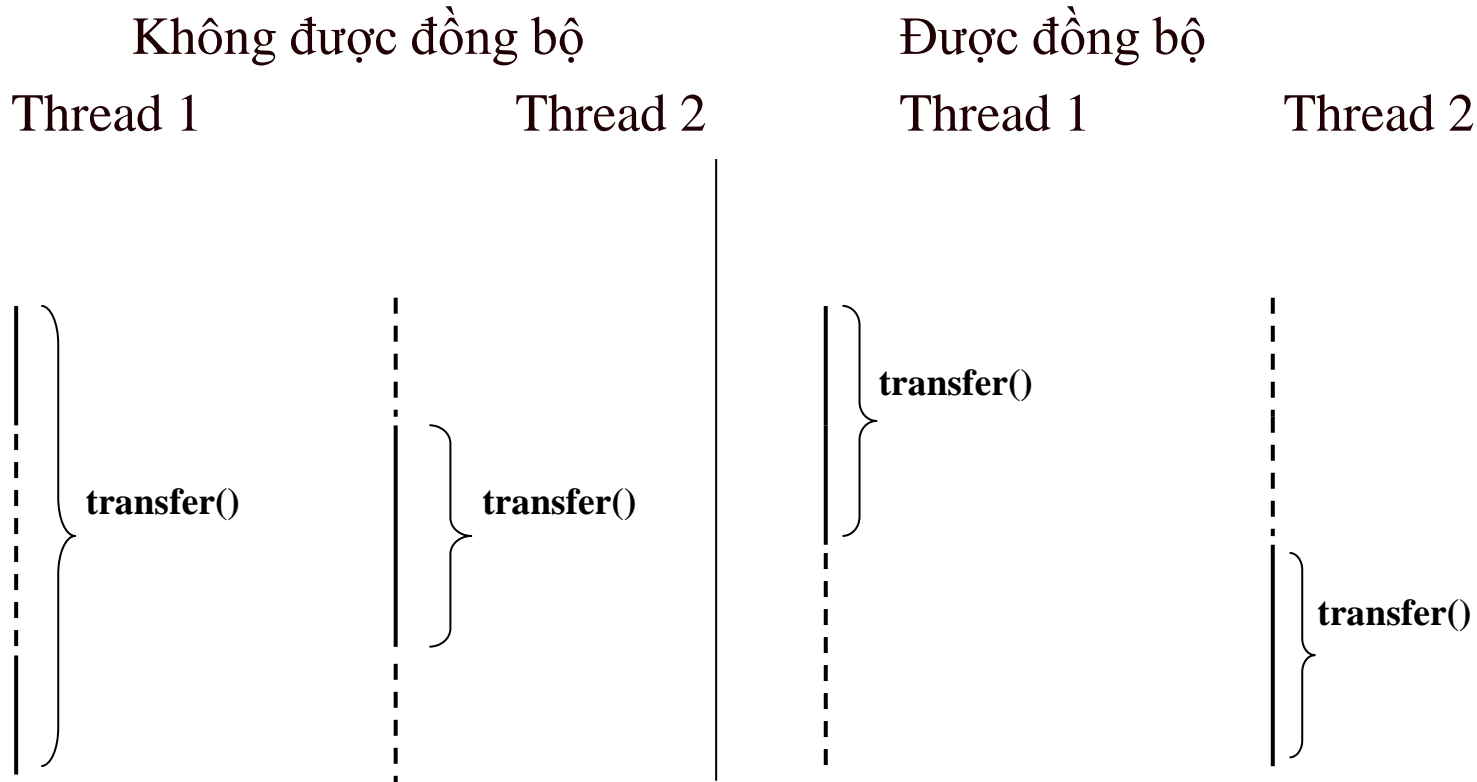 Không được đồng bộ
Được đồng bộ
Thread 1
Thread 2
Thread 1
Thread 2
transfer()
transfer()
transfer()
transfer()